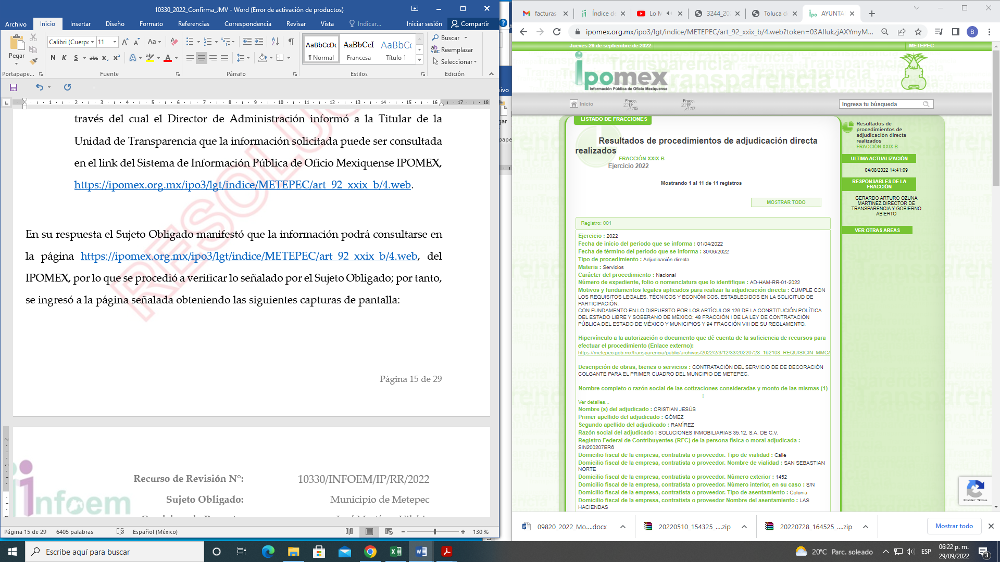 10330_2022_Confirma_JMV - Word (Error de activación de productos)
Archivo Inicio Insertar Diseño Formato Referencias Correspondencia Revisar Vista Indicar... Iniciar sesión Compartir
Pegar
Portapape...
Calibri (Cuerpo 11
N K S abc x₂ x²
Fuente
Párrafo
AaBbCcDc AaBbCcI AaBbCc
¶ Normal Francesa Título 1
Estilos
Buscar
Reemplazar
Seleccionar
Edición
1 2 3 4 5 6 7 8 9 10 11 12 13 14 15 16 17 18
través del cual el Director de Administración informó a la Titular de la
Unidad de Transparencia que la información solicitada puede ser consultada
en el link del Sistema de Información Pública de Oficio Mexiquense IPOMEX,
https://ipomex.org.mx/ipo3/lgt/indice/METEPEC/art_92_xxix_b/4.web.
En su respuesta el Sujeto Obligado manifestó que la información podrá consultarse en
la página https://ipomex.org.mx/ipo3/lgt/indice/METEPEC/art_92_xxix_b/4.web, del
IPOMEX, por lo que se procedió a verificar lo señalado por el Sujeto Obligado; por tanto,
se ingresó a la página señalada obteniendo las siguientes capturas de pantalla:
RESOLU
Página 15 de 29
infoem
Recurso de Revisión N°: 10330/INFOEM/IP/RR/2022
Sujeto Obligado: Municipio de Metepec
Página 15 de 29 6405 palabras Español (México) 130 %
facturas
Índice de
Lo M
3244_20
Toluca d
AYUNTA
ipomex.org.mx/ipo3/lgt/indice/METEPEC/art_92_xxix_b/4.web?token=03AIIukzjAXYmyM...
B
Jueves 29 de septiembre de 2022 METEPEC
ipomex
Información Pública de Oficio Mexiquense
Transparencia
Inicio
Fracc.
Fracc.
Ingresa tu búsqueda
LISTADO DE FRACCIONES
Resultados de procedimientos de adjudicación directa
realizados
FRACCIÓN XXIX B
Ejercicio 2022
Mostrando 1 al 11 de 11 registros
MOSTRAR TODO
Registro: 001
Ejercicio : 2022
Fecha de inicio del periodo que se informa : 01/04/2022
Fecha de término del periodo que se informa : 30/06/2022
Tipo de procedimiento : Adjudicación directa
Materia : Servicios
Carácter del procedimiento : Nacional
Número de expediente, folio o nomenclatura que lo identifique : AD-HAM-RR-01-2022
Motivos y fundamentos legales aplicados para realizar la adjudicación directa : CUMPLE CON
LOS REQUISITOS LEGALES, TÉCNICOS Y ECONÓMICOS, ESTABLECIDOS EN LA SOLICITUD DE
PARTICIPACIÓN.
CON FUNDAMENTO EN LO DISPUESTO POR LOS ARTÍCULOS 129 DE LA CONSTITUCIÓN POLÍTICA
DEL ESTADO LIBRE Y SOBERANO DE MÉXICO; 48 FRACCIÓN I DE LA LEY DE CONTRATACIÓN
PÚBLICA DEL ESTADO DE MÉXICO Y MUNICIPIOS Y 94 FRACCIÓN VIII DE SU REGLAMENTO.
Hipervínculo a la autorización o documento que dé cuenta de la suficiencia de recursos para
efectuar el procedimiento (Enlace externo):
https://metepec.gob.mx/transparencia/public/archivos/2022/2/3/12/33/20220728_162108_REQUISICIN_MMCA
Descripción de obras, bienes o servicios : CONTRATACIÓN DEL SERVICIO DE DE DECORACIÓN
COLGANTE PARA EL PRIMER CUADRO DEL MUNCIPIO DE METEPEC.
Nombre completo o razón social de las cotizaciones consideradas y monto de las mismas (1)
:
Ver detalles...
Nombre (s) del adjudicado : CRISTIAN JESÚS
Primer apellido del adjudicado : GÓMEZ
Segundo apellido del adjudicado : RAMÍREZ
Razón social del adjudicado : SOLUCIONES INMOBILIARIAS 35.12, S.A. DE C.V.
Registro Federal de Contribuyentes (RFC) de la persona física o moral adjudicada :
SIN200207ER6
Domicilio fiscal de la empresa, contratista o proveedor. Tipo de vialidad : Calle
Domicilio fiscal de la empresa, contratista o proveedor. Nombre de vialidad : SAN SEBASTIAN
NORTE
Domicilio fiscal de la empresa, contratista o proveedor. Número exterior : 1452
Domicilio fiscal de la empresa, contratista o proveedor. Número interior, en su caso : S/N
Domicilio fiscal de la empresa, contratista o proveedor. Tipo de asentamiento : Colonia
Domicilio fiscal de la empresa, contratista o proveedor Nombre del asentamiento : LAS
HACIENDAS
Resultados de
procedimientos de
adjudicación directa
realizados
FRACCIÓN XXIX B
ULTIMA ACTUALIZACIÓN
04/08/2022 14:41:09
RESPONSABLES DE LA
FRACCIÓN
GERARDO ARTURO OZUNA
MARTINEZ DIRECTOR DE
TRANSPARENCIA Y GOBIERNO
ABIERTO
VER OTRAS AREAS
Privacidad - Términos
09820_2022_Mo....docx 20220510_154325_....zip 20220728_164525_....zip Mostrar todo
Escribe aquí para buscar
20°C Parc. soleado ESP 06:22 p. m.
29/09/2022
3